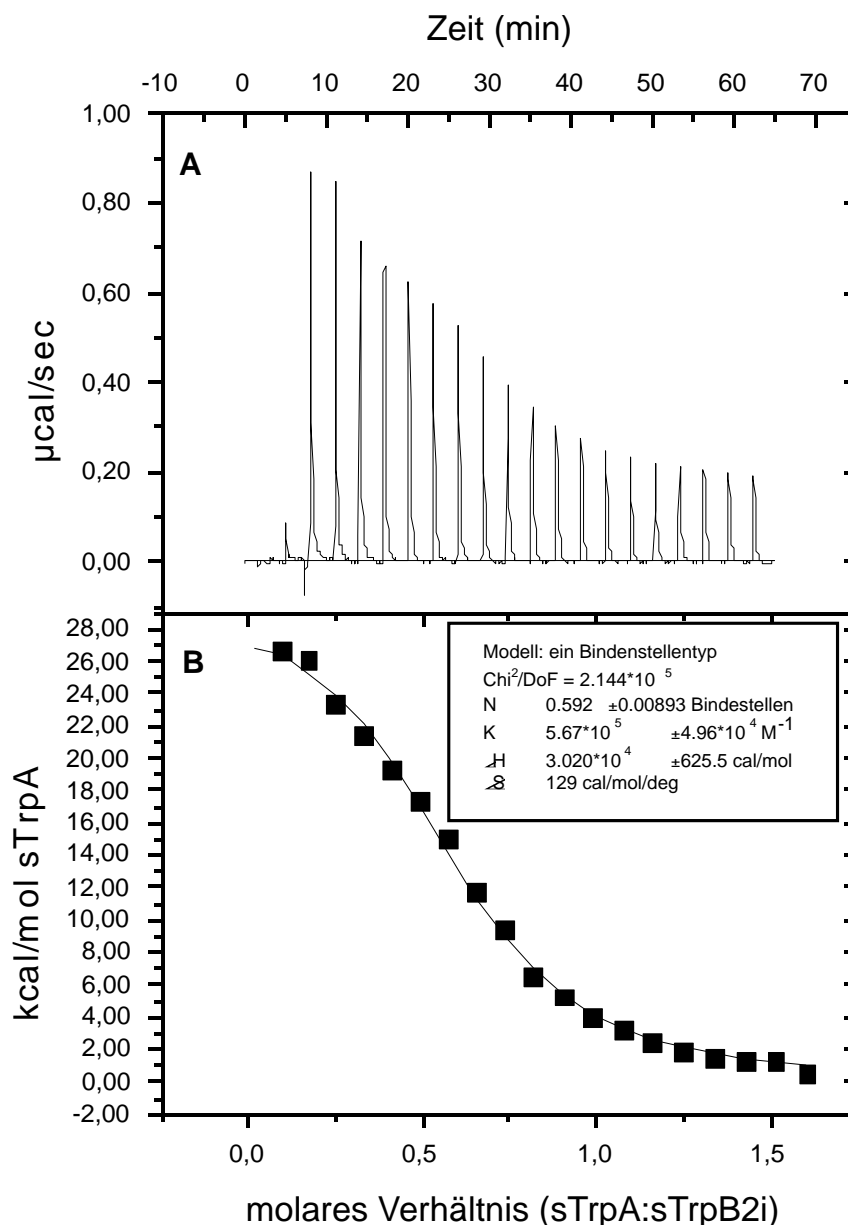 Zeit (min)
-10 0 10 20 30 40 50 60 70
1,00
A
0,80
0,60
0,40
0,20
0,00
µcal/sec
28,00
B
26,00
24,00
22,00
20,00
18,00
16,00
14,00
12,00
10,00
8,00
6,00
4,00
2,00
0,00
-2,00
kcal/mol sTrpA
Modell: ein Bindenstellentyp
Chi2/DoF = 2.144*10 5
N 0.592 ±0.00893 Bindestellen
K 5.67*10 5 ±4.96*10 4 M-1
H 3.020*10 4 ±625.5 cal/mol
S 129 cal/mol/deg
0,0 0,5 1,0 1,5
molares Verhältnis (sTrpA:sTrpB2i)